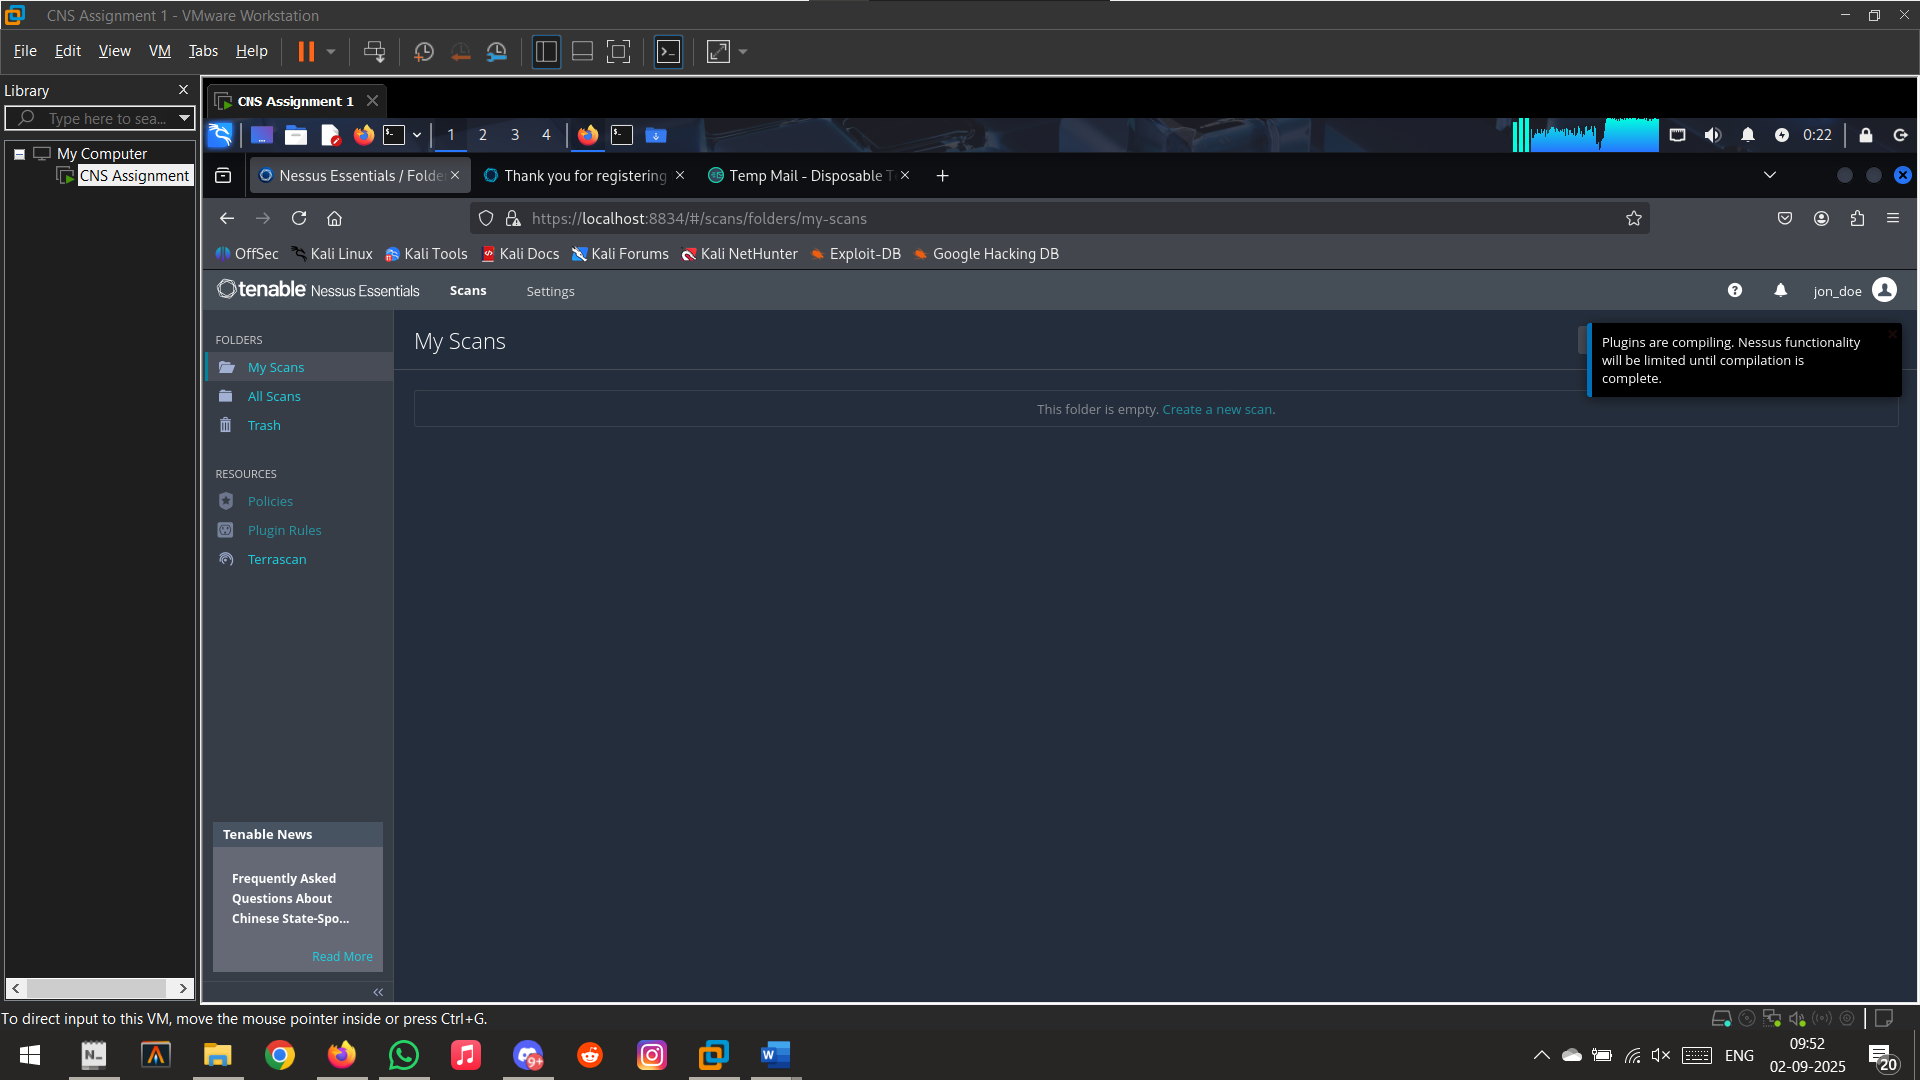 CNS Assignment 1 - VMware Workstation
File Edit View VM Tabs Help
Library
Type here to sea...
My Computer
CNS Assignment
CNS Assignment 1
1 2 3 4
0:22
Nessus Essentials / Folde
Thank you for registering
Temp Mail - Disposable T
https://localhost:8834/#/scans/folders/my-scans
OffSec Kali Linux Kali Tools Kali Docs Kali Forums Kali NetHunter Exploit-DB Google Hacking DB
tenable Nessus Essentials Scans Settings jon_doe
FOLDERS
My Scans
All Scans
Trash
RESOURCES
Policies
Plugin Rules
Terrascan
My Scans
Plugins are compiling. Nessus functionality
will be limited until compilation is
complete.
This folder is empty. Create a new scan.
Tenable News
Frequently Asked
Questions About
Chinese State-Spo...
Read More
To direct input to this VM, move the mouse pointer inside or press Ctrl+G.
9+
ENG
09:52
02-09-2025
20